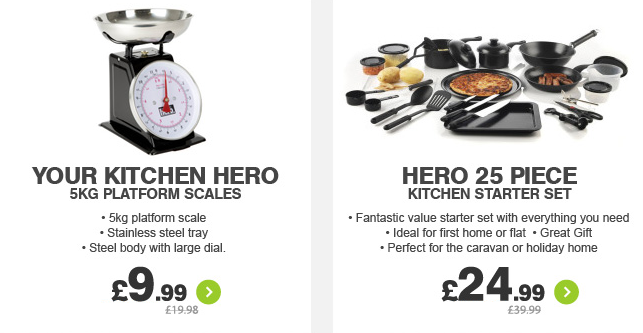 YOUR KITCHEN HERO
5KG PLATFORM SCALES
• 5kg platform scale
• Stainless steel tray
• Steel body with large dial.
£9.99
£19.98
HERO 25 PIECE
KITCHEN STARTER SET
• Fantastic value starter set with everything you need
• Ideal for first home or flat • Great Gift
• Perfect for the caravan or holiday home
£24.99
£39.99